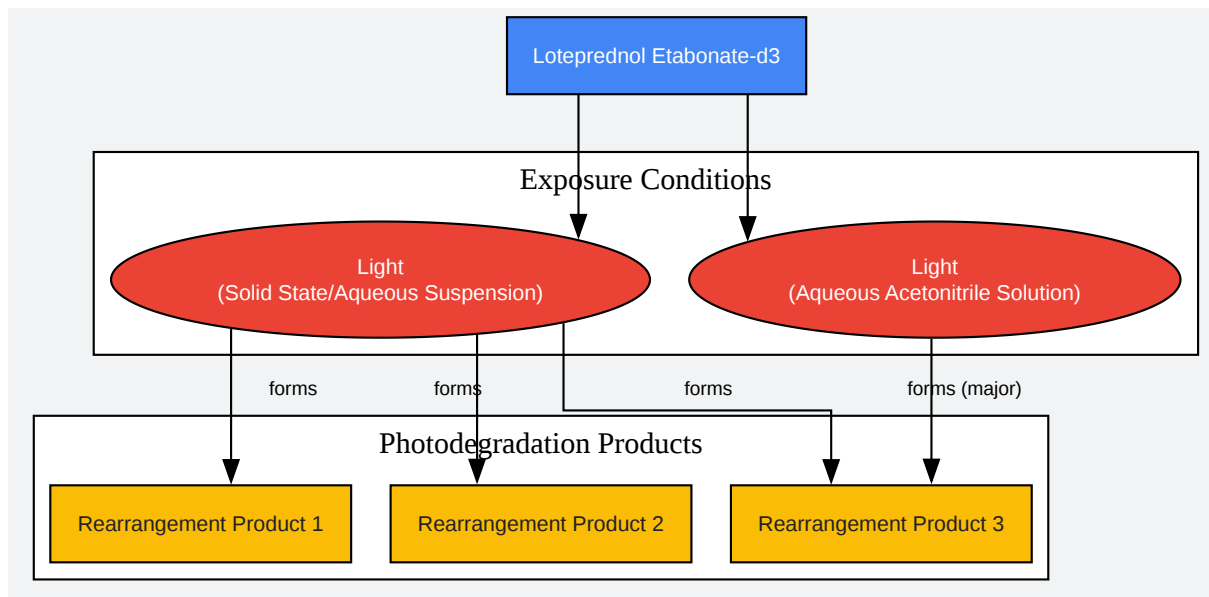 Loteprednol Etabonate-d3
Exposure Conditions
Light
(Solid State/Aqueous Suspension)
Light
(Aqueous Acetonitrile Solution)
forms
forms
forms
forms (major)
Photodegradation Products
Rearrangement Product 1
Rearrangement Product 2
Rearrangement Product 3